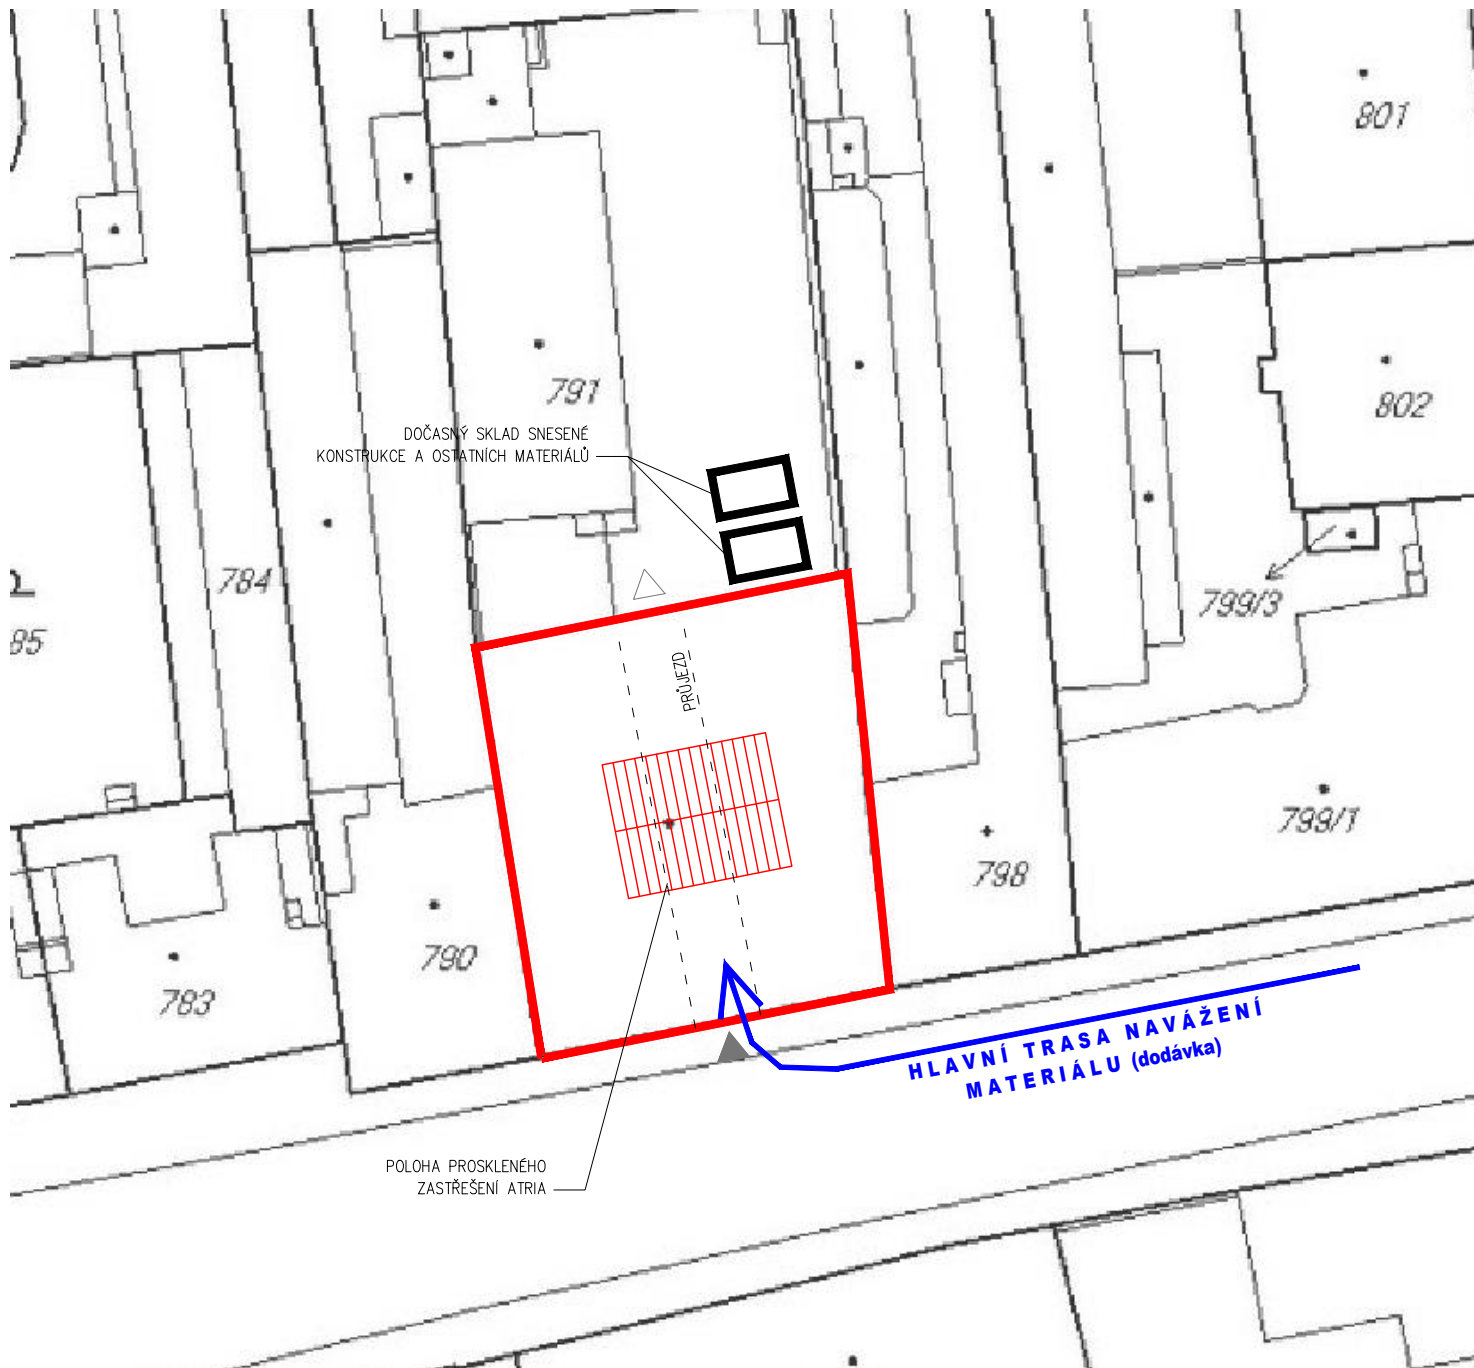 801
791
802
DOČASNÝ SKLAD SNESENÉ
KONSTRUKCE A OSTATNÍCH MATERIÁLŮ
784
799/3
85
PRŮJEZD
799/1
798
790
783
HLAVNÍ TRASA NAVÁŽENÍ
MATERIÁLU (dodávka)
POLOHA PROSKLENÉHO
ZASTŘEŠENÍ ATRIA